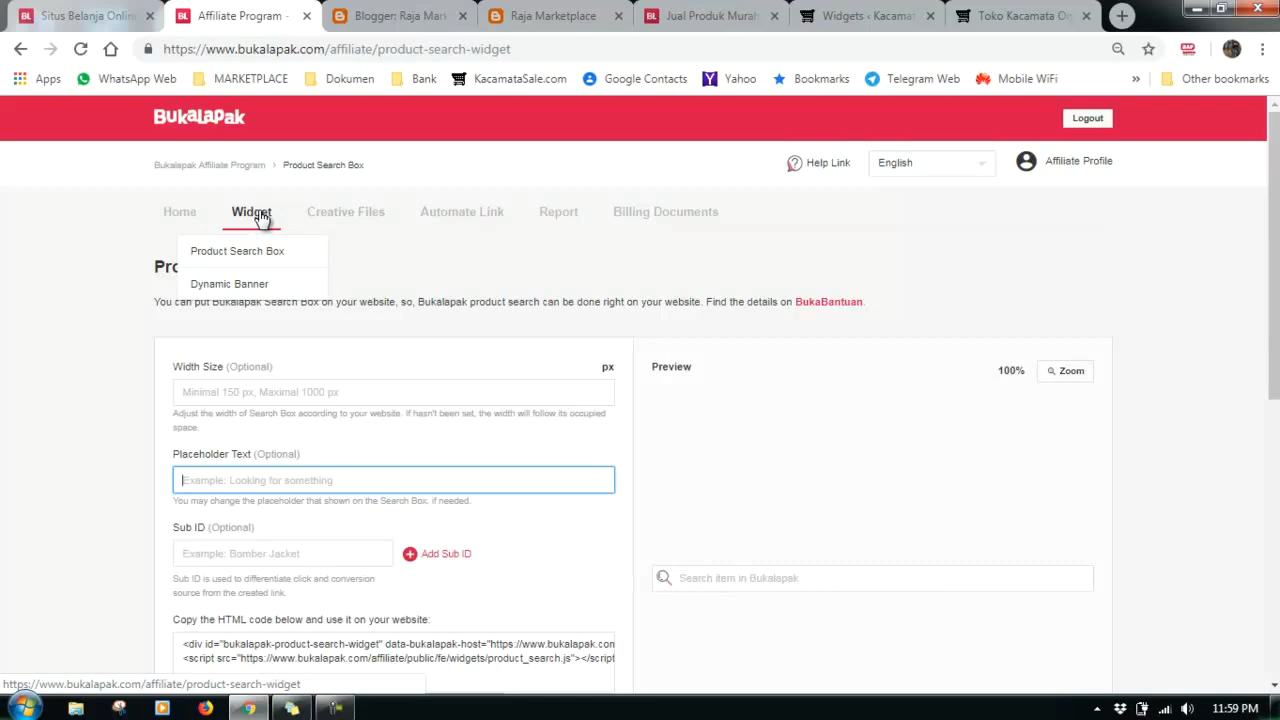 Situs Belanja Onlin
Affiliate Program -
Blogger: Raja Mark
Raja Marketplace
Jual Produk Murah
Widgets ‹ Kacamat
Toko Kacamata On
https://www.bukalapak.com/affiliate/product-search-widget
Apps
WhatsApp Web
MARKETPLACE
Dokumen
Bank
KacamataSale.com
Google Contacts
Yahoo
Bookmarks
Telegram Web
Mobile WiFi
»
Other bookmarks
BukaLapak
Logout
Bukalapak Affiliate Program > Product Search Box
Help Link
English
Affiliate Profile
Home
Widget
Creative Files
Automate Link
Report
Billing Documents
Product Search Box
Pro
Dynamic Banner
You can put Bukalapak Search Box on your website, so, Bukalapak product search can be done right on your website. Find the details on BukaBantuan.
Width Size (Optional)
px
Minimal 150 px, Maximal 1000 px
Adjust the width of Search Box according to your website. If hasn't been set, the width will follow its occupied
space.
Placeholder Text (Optional)
Example: Looking for something
You may change the placeholder that shown on the Search Box, if needed.
Sub ID (Optional)
Example: Bomber Jacket
Add Sub ID
Sub ID is used to differentiate click and conversion
source from the created link.
Copy the HTML code below and use it on your website:
<div id="bukalapak-product-search-widget" data-bukalapak-host="https://www.bukalapak.com
<script src="https://www.bukalapak.com/affiliate/public/fe/widgets/product_search.js"></script
Preview
100%
Zoom
Search item in Bukalapak
https://www.bukalapak.com/affiliate/product-search-widget
11:59 PM